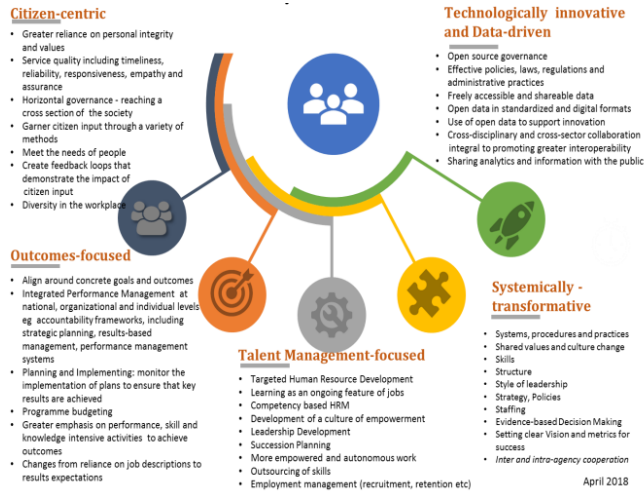 Citizen-centric
• Greater reliance on personal integrity
and values
• Service quality including timeliness,
reliability, responsiveness, empathy and
assurance
• Horizontal governance - reaching a
cross section of the society
• Garner citizen input through a variety of
methods
• Meet the needs of people
• Create feedback loops that
demonstrate the impact of
citizen input
• Diversity in the workplace
Technologically innovative
and Data-driven
• Open source governance
• Effective policies, laws, regulations and
administrative practices
• Freely accessible and shareable data
• Open data in standardized and digital formats
• Use of open data to support innovation
• Cross-disciplinary and cross-sector collaboration
integral to promoting greater interoperability
• Sharing analytics and information with the public
Outcomes-focused
• Align around concrete goals and outcomes
• Integrated Performance Management at
national, organizational and individual levels
eg accountability frameworks, including
strategic planning, results-based
management, performance management
systems
• Planning and Implementing: monitor the
implementation of plans to ensure that key
results are achieved
• Programme budgeting
• Greater emphasis on performance, skill and
knowledge intensive activities to achieve
outcomes
• Changes from reliance on job descriptions to
results expectations
Talent Management-focused
• Targeted Human Resource Development
• Learning as an ongoing feature of jobs
• Competency based HRM
• Development of a culture of empowerment
• Leadership Development
• Succession Planning
• More empowered and autonomous work
• Outsourcing of skills
• Employment management (recruitment, retention etc)
Systemically -
transformative
• Systems, procedures and practices
• Shared values and culture change
• Skills
• Structure
• Style of leadership
• Strategy, Policies
• Staffing
• Evidence-based Decision Making
• Setting clear Vision and metrics for
success
• Inter and intra-agency cooperation
April 2018